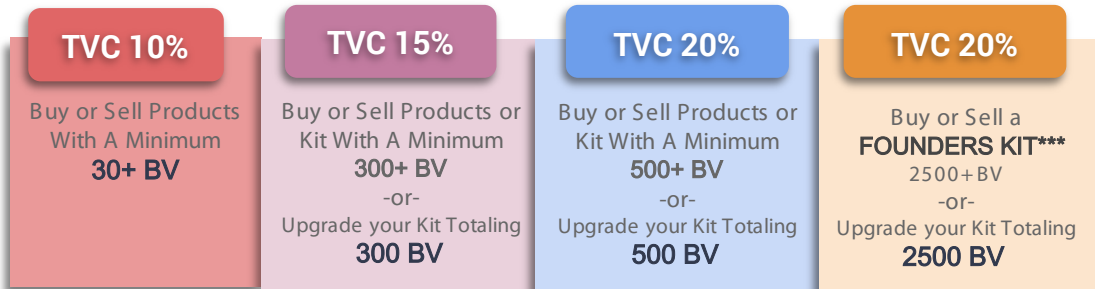 TVC 10%
Buy or Sell Products
With A Minimum
30+ BV
TVC 15%
Buy or Sell Products or
Kit With A Minimum
300+ BV
-or-
Upgrade your Kit Totaling
300 BV
TVC 20%
Buy or Sell Products or
Kit With A Minimum
500+ BV
-or-
Upgrade your Kit Totaling
500 BV
TVC 20%
Buy or Sell a
FOUNDERS KIT***
2500+BV
-or-
Upgrade your Kit Totaling
2500 BV